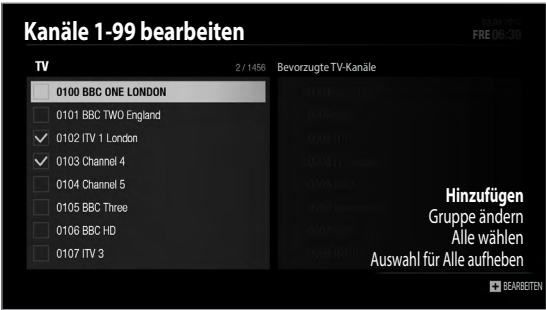 Kanäle 1-99 bearbeiten
FRE 06:30
TV
2 / 1456
Bevorzugte TV-Kanäle
0100 BBC ONE LONDON
0101 BBC TWO England
0102 ITV 1 London
0103 Channel 4
0104 Channel 5
0105 BBC Three
0106 BBC HD
0107 ITV 3
Hinzufügen
Gruppe ändern
Alle wählen
Auswahl für Alle aufheben
BEARBEITEN